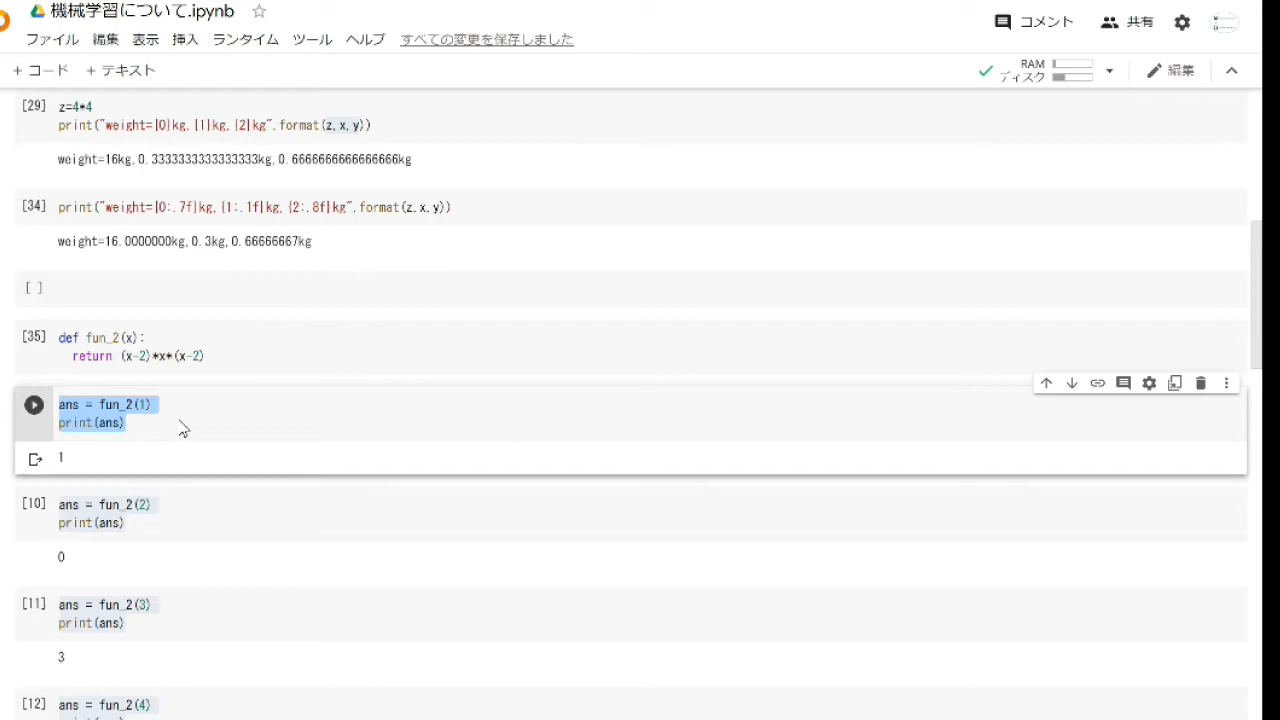 機械学習について.ipynb
ファイル 編集 表示 挿入 ランタイム ツール ヘルプ すべての変更を保存しました
コメント 共有
+ コード + テキスト
RAM
ディスク
編集
[29] z=4*4
print("weight={0}kg,{1}kg,{2}kg".format(z,x,y))
weight=16kg,0.3333333333333333kg,0.6666666666666666kg
[34] print("weight={0:.7f}kg,{1:.1f}kg,{2:.8f}kg".format(z,x,y))
weight=16.0000000kg,0.3kg,0.66666667kg
[ ]
[35] def fun_2(x):
return (x-2)*x*(x-2)
ans = fun_2(1)
print(ans)
1
[10] ans = fun_2(2)
print(ans)
0
[11] ans = fun_2(3)
print(ans)
3
[12] ans = fun_2(4)